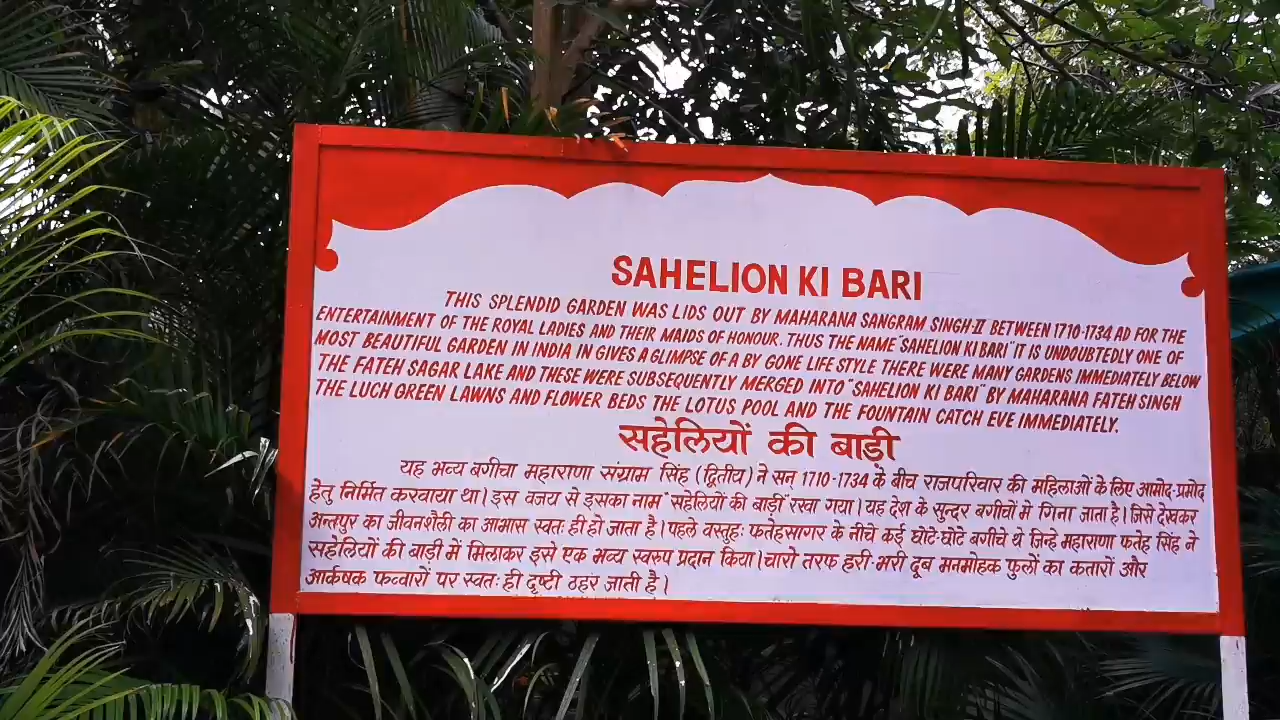 SAHELION KI BARI
THIS SPLENDID GARDEN WAS LIDS OUT BY MAHARANA SANGRAM SINGH-II BETWEEN 1710-1734 AD FOR THE
ENTERTAINMENT OF THE ROYAL LADIES AND THEIR MAIDS OF HONOUR. THUS THE NAME "SAHELION KI BARI" IT IS UNDOUBTEDLY ONE OF
MOST BEAUTIFUL GARDEN IN INDIA IN GIVES A GLIMPSE OF A BY GONE LIFE STYLE THERE WERE MANY GARDENS IMMEDIATELY BELOW
THE FATEH SAGAR LAKE AND THESE WERE SUBSEQUENTLY MERGED INTO "SAHELION KI BARI" BY MAHARANA FATEH SINGH
THE LUCH GREEN LAWNS AND FLOWER BEDS THE LOTUS POOL AND THE FOUNTAIN CATCH EVE IMMEDIATELY.
सहेलियों की बाड़ी
यह भव्य बगीचा महाराणा संग्राम सिंह (द्वितीय) ने सन् 1710-1734 के बीच राजपरिवार की महिलाओं के लिए आमोद-प्रमोद
हेतु निर्मित करवाया था। इस वजय से इसका नाम "सहेलियों की बाड़ी" रखा गया। यह देश के सुन्दर बगीचों में गिना जाता है। जिसे देखकर
अन्तपुर का जीवनशैली का आभास स्वतः ही हो जाता है। पहले वस्तुहः फतेहसागर के नीचे कई छोटे-छोटे बगीचे थे जिन्हे महाराणा फतेह सिंह ने
सहेलियों की बाड़ी में मिलाकर इसे एक भव्य स्वरुप प्रदान किया। चारो तरफ हरी-भरी दूब मनमोहक फुलों का कतारों और
आर्कषक फव्वारों पर स्वतः ही दृष्टी ठहर जाती है।